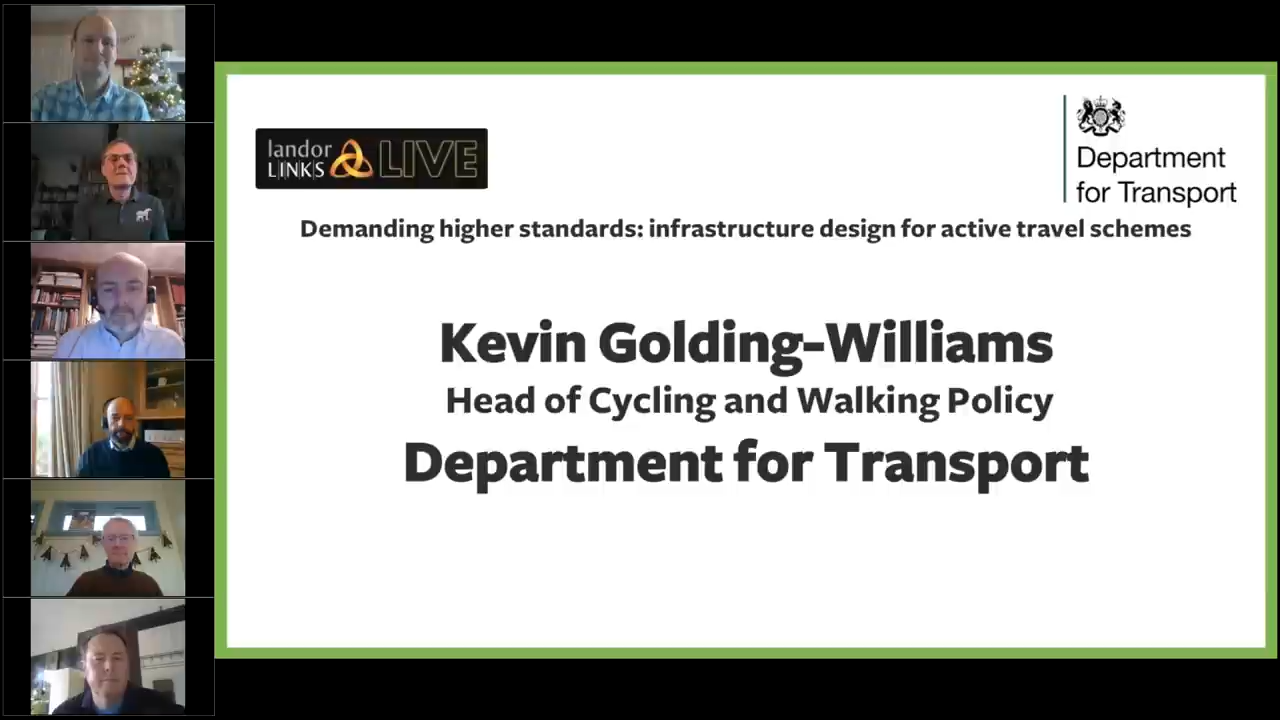 landor
LINKS LIVE
Department
for Transport
Demanding higher standards: infrastructure design for active travel schemes
Kevin Golding-Williams
Head of Cycling and Walking Policy
Department for Transport